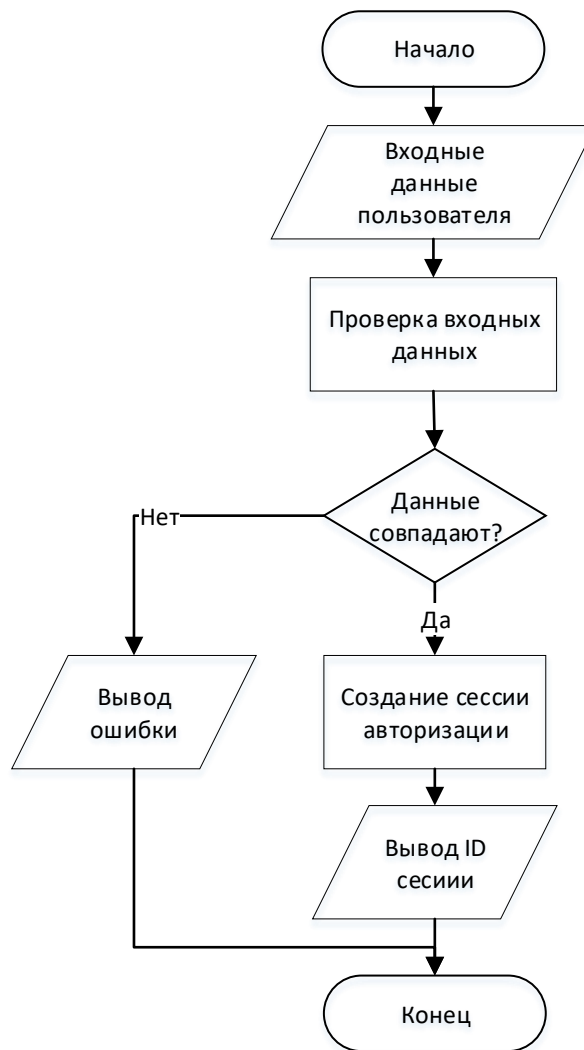 Начало
Входные
данные
пользователя
Проверка входных
данных
Данные
совпадают?
Нет
Да
Вывод
ошибки
Создание сессии
авторизации
Вывод ID
сесиии
Конец